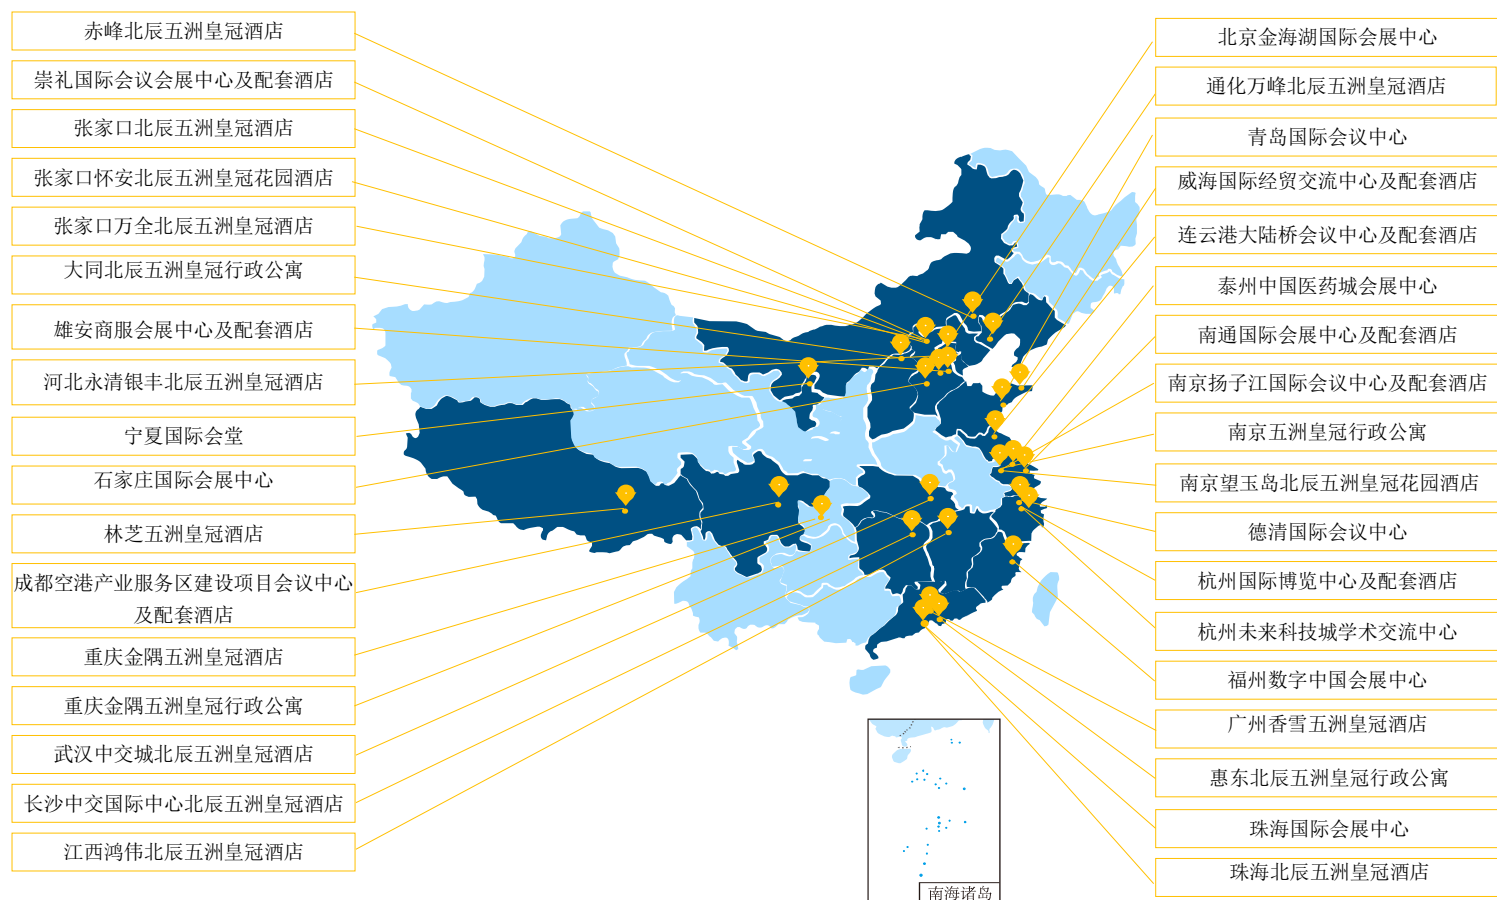 赤峰北辰五洲皇冠酒店
崇礼国际会议会展中心及配套酒店
张家口北辰五洲皇冠酒店
张家口怀安北辰五洲皇冠花园酒店
张家口万全北辰五洲皇冠酒店
大同北辰五洲皇冠行政公寓
雄安商服会展中心及配套酒店
河北永清银丰北辰五洲皇冠酒店
宁夏国际会堂
石家庄国际会展中心
林芝五洲皇冠酒店
成都空港产业服务区建设项目会议中心
及配套酒店
重庆金隅五洲皇冠酒店
重庆金隅五洲皇冠行政公寓
武汉中交城北辰五洲皇冠酒店
长沙中交国际中心北辰五洲皇冠酒店
江西鸿伟北辰五洲皇冠酒店
北京金海湖国际会展中心
通化万峰北辰五洲皇冠酒店
青岛国际会议中心
威海国际经贸交流中心及配套酒店
连云港大陆桥会议中心及配套酒店
泰州中国医药城会展中心
南通国际会展中心及配套酒店
南京扬子江国际会议中心及配套酒店
南京五洲皇冠行政公寓
南京望玉岛北辰五洲皇冠花园酒店
德清国际会议中心
杭州国际博览中心及配套酒店
杭州未来科技城学术交流中心
福州数字中国会展中心
广州香雪五洲皇冠酒店
惠东北辰五洲皇冠行政公寓
珠海国际会展中心
珠海北辰五洲皇冠酒店
南海诸岛